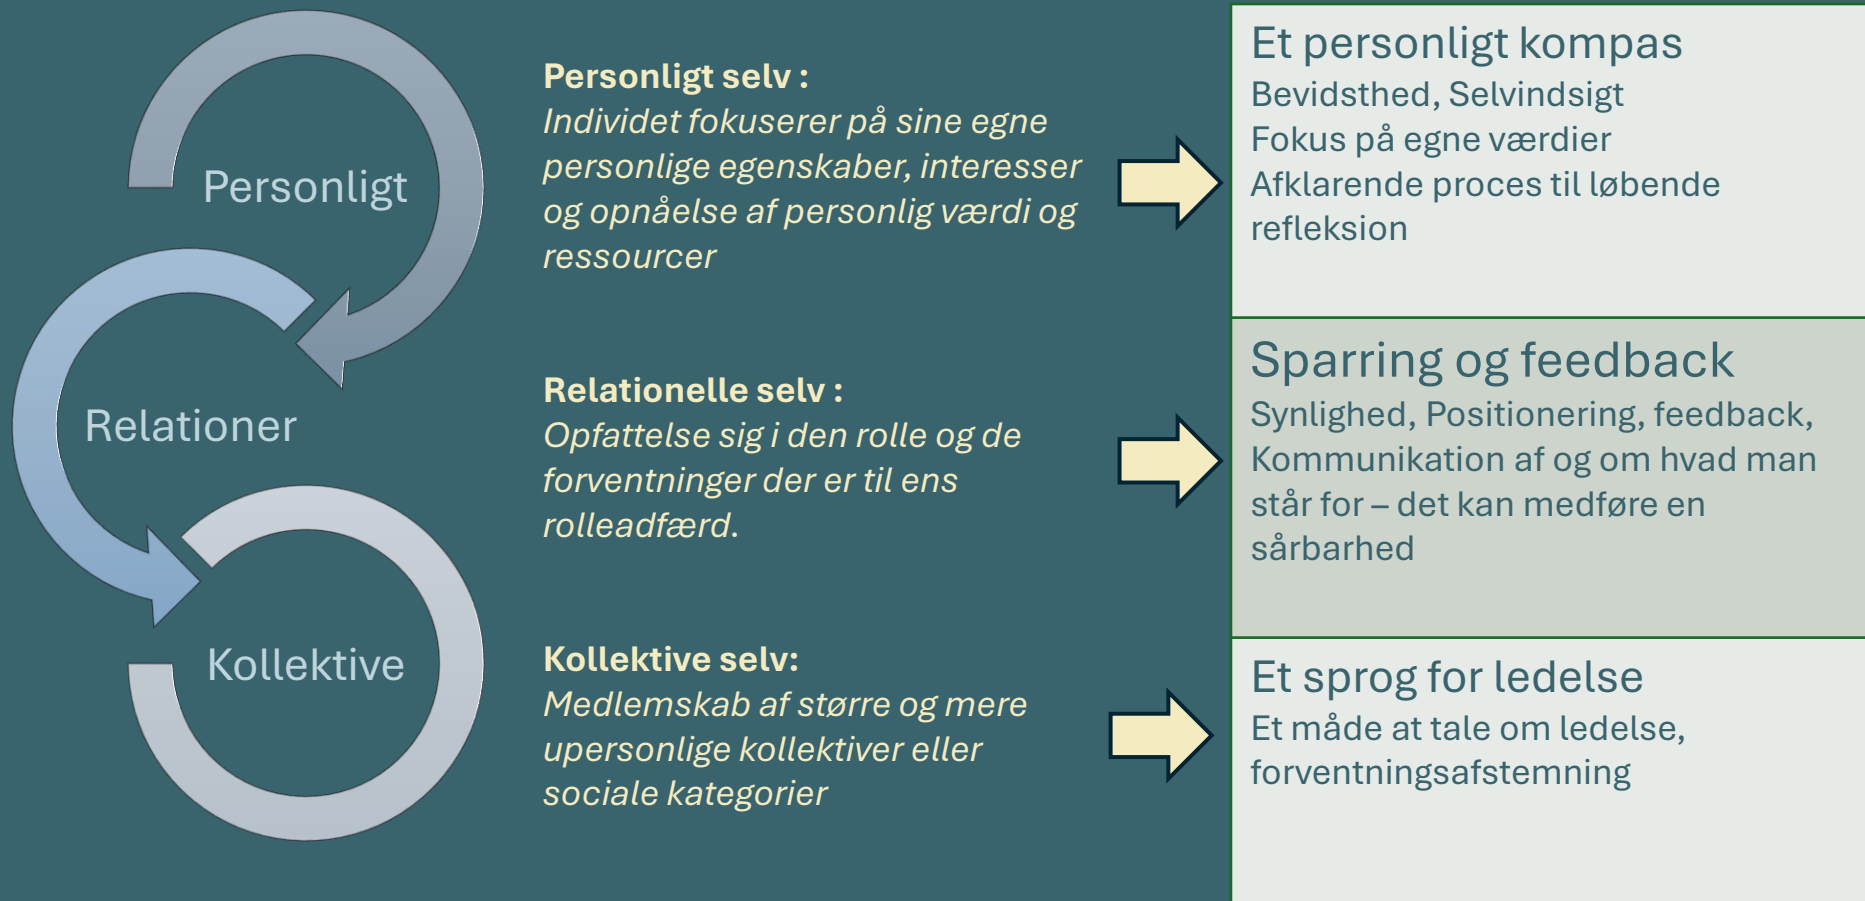 Personligt
Personligt selv :
Individet fokuserer på sine egne
personlige egenskaber, interesser
og opnåelse af personlig værdi og
ressourcer
Et personligt kompas
Bevidsthed, Selvindsigt
Fokus på egne værdier
Afklarende proces til løbende
refleksion
Relationer
Relationelle selv :
Opfattelse sig i den rolle og de
forventninger der er til ens
rolleadfærd.
Sparring og feedback
Synlighed, Positionering, feedback,
Kommunikation af og om hvad man
står for – det kan medføre en
sårbarhed
Kollektive
Kollektive selv:
Medlemskab af større og mere
upersonlige kollektiver eller
sociale kategorier
Et sprog for ledelse
Et måde at tale om ledelse,
forventningsafstemning